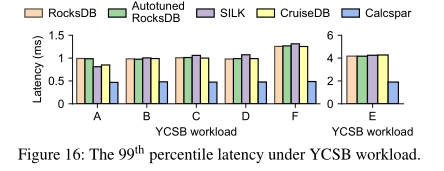 RocksDB Autotuned RocksDB SILK CruiseDB Calcspar
Latency (ms)
1.5
1
0.5
0
A B C D F
YCSB workload
6
4
2
0
E
YCSB workload
Figure 16: The 99th percentile latency under YCSB workload.